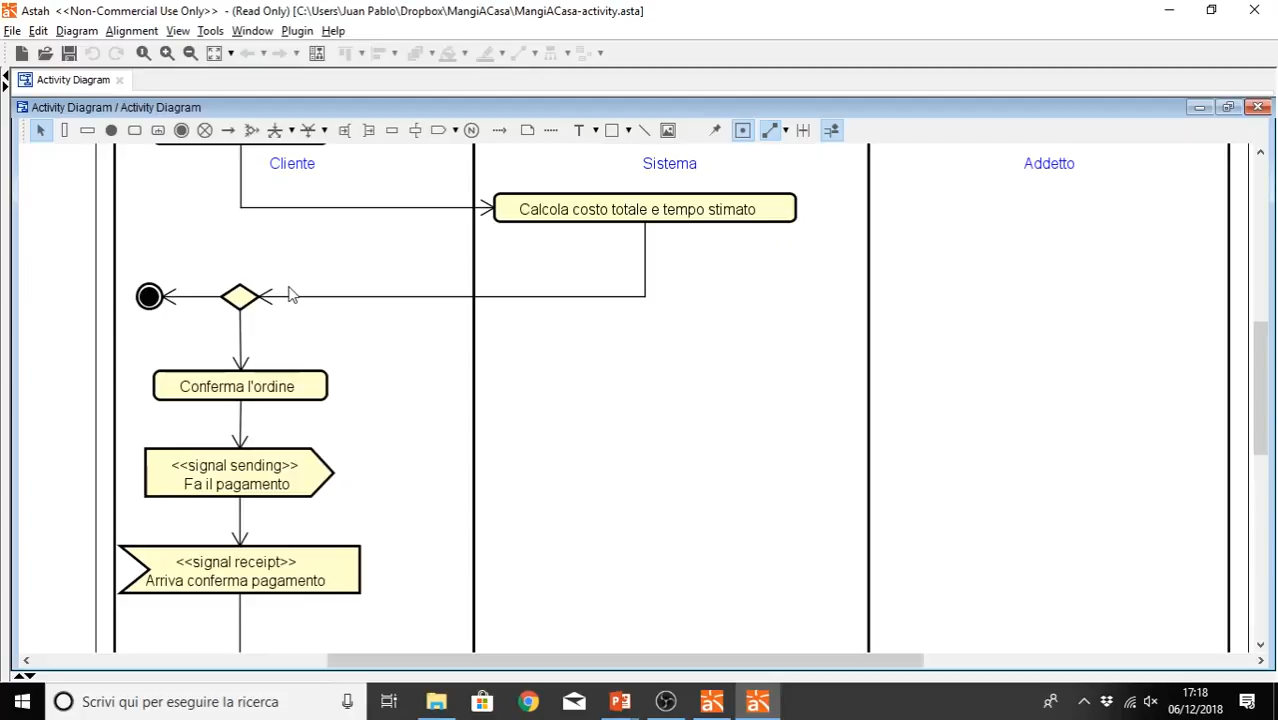 Astah <<Non-Commercial Use Only>> - (Read Only) [C:\Users\Juan Pablo\Dropbox\MangiACasa\MangiACasa-activity.asta]
File Edit Diagram Alignment View Tools Window Plugin Help
Activity Diagram
Activity Diagram / Activity Diagram
N T
Cliente Sistema Addetto
Calcola costo totale e tempo stimato
Conferma l'ordine
<<signal sending>>
Fa il pagamento
<<signal receipt>>
Arriva conferma pagamento
Scrivi qui per eseguire la ricerca
17:18
06/12/2018